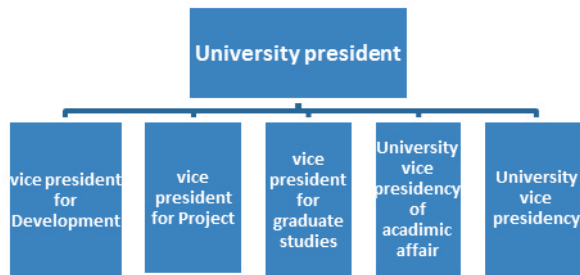 University president
vice president
for
Development
vice
president
for Project
vice
president
for
graduate
studies
University
vice
presidency
of
acadimic
affair
University
vice
presidency